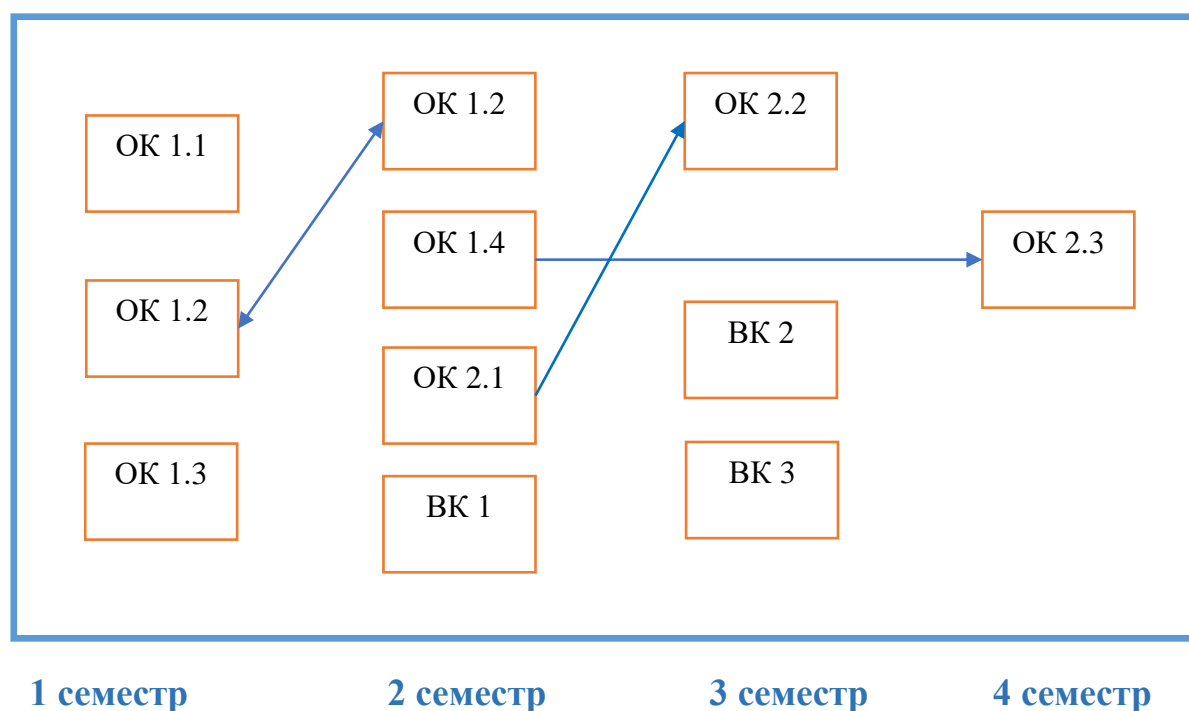 ОК 1.1
ОК 1.2
ОК 1.3
ОК 1.2
ОК 1.4
ОК 2.1
ВК 1
ОК 2.2
ВК 2
ВК 3
ОК 2.3
1 семестр
2 семестр
3 семестр
4 семестр